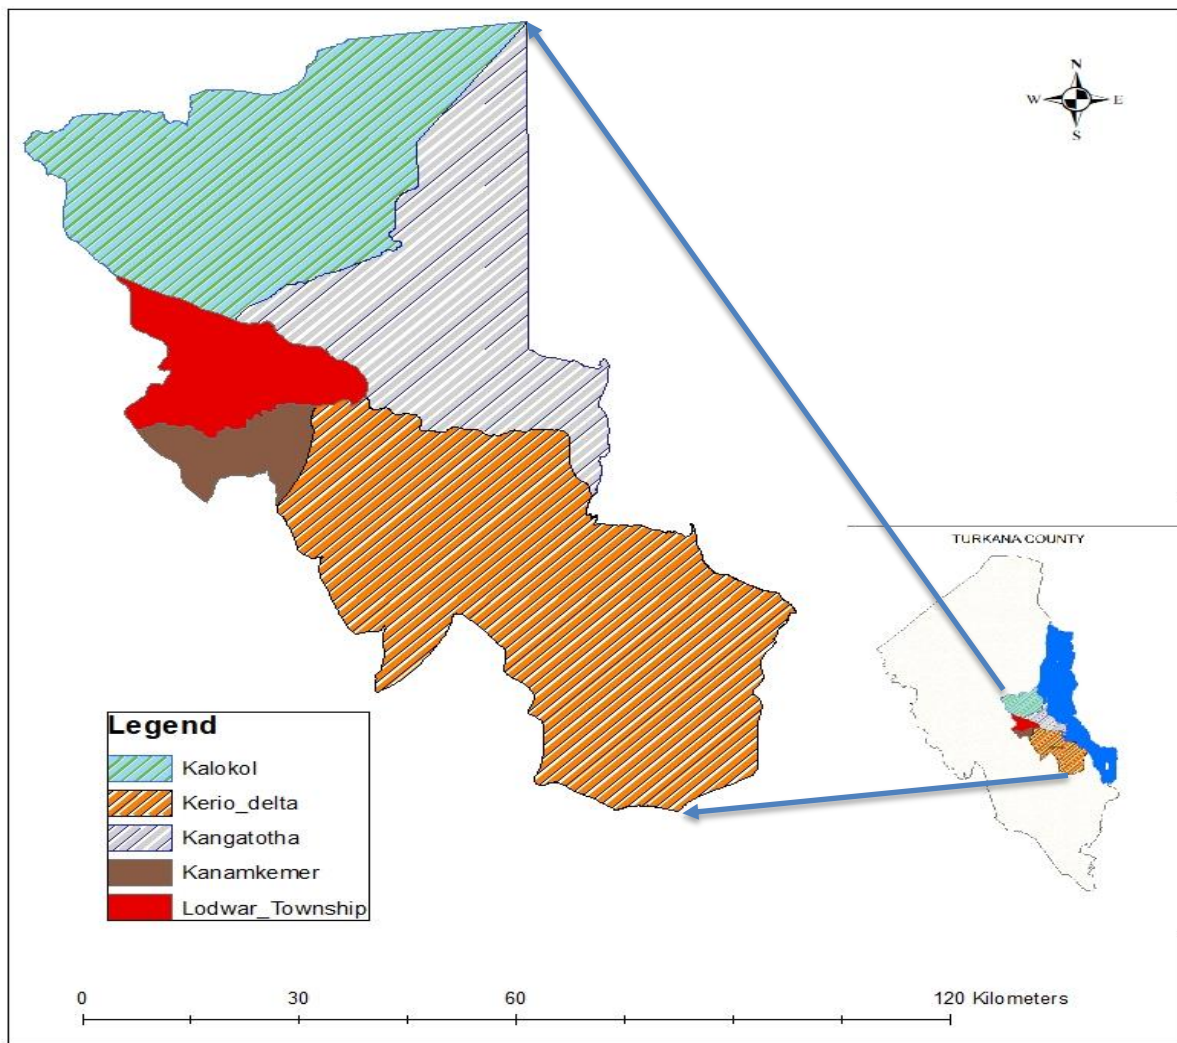 N
W E
S
TURKANA COUNTY
Legend
Kalokol
Kerio_delta
Kangatotha
Kanamkemer
Lodwar_Township
0 30 60 120 Kilometers